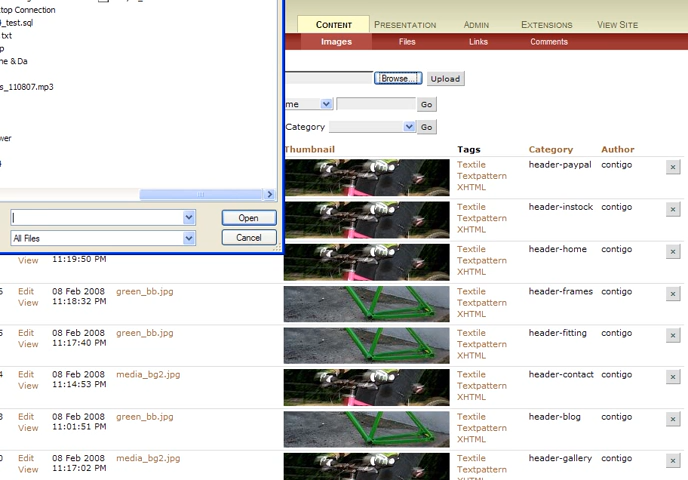 ktop Connection
_test.sql
txt
p
ne & Da
s_110807.mp3
wer
Open
All Files
Cancel
CONTENT PRESENTATION ADMIN EXTENSIONS VIEW SITE
Images Files Links Comments
Browse... Upload
me Go
Category Go
Thumbnail Tags Category Author
Textile header-paypal contigo
Textpattern
XHTML
Textile header-instock contigo
Textpattern
XHTML
Textile header-home contigo
View 11:19:50 PM Textpattern
XHTML
Edit 08 Feb 2008 green_bb.jpg Textile header-frames contigo
View 11:18:32 PM Textpattern
XHTML
Edit 08 Feb 2008 green_bb.jpg Textile header-fitting contigo
View 11:17:40 PM Textpattern
XHTML
Edit 08 Feb 2008 media_bg2.jpg Textile header-contact contigo
View 11:14:53 PM Textpattern
XHTML
Edit 08 Feb 2008 green_bb.jpg Textile header-blog contigo
View 11:01:51 PM Textpattern
XHTML
Edit 08 Feb 2008 media_bg2.jpg Textile header-gallery contigo
View 11:17:02 PM Textpattern
XHTML